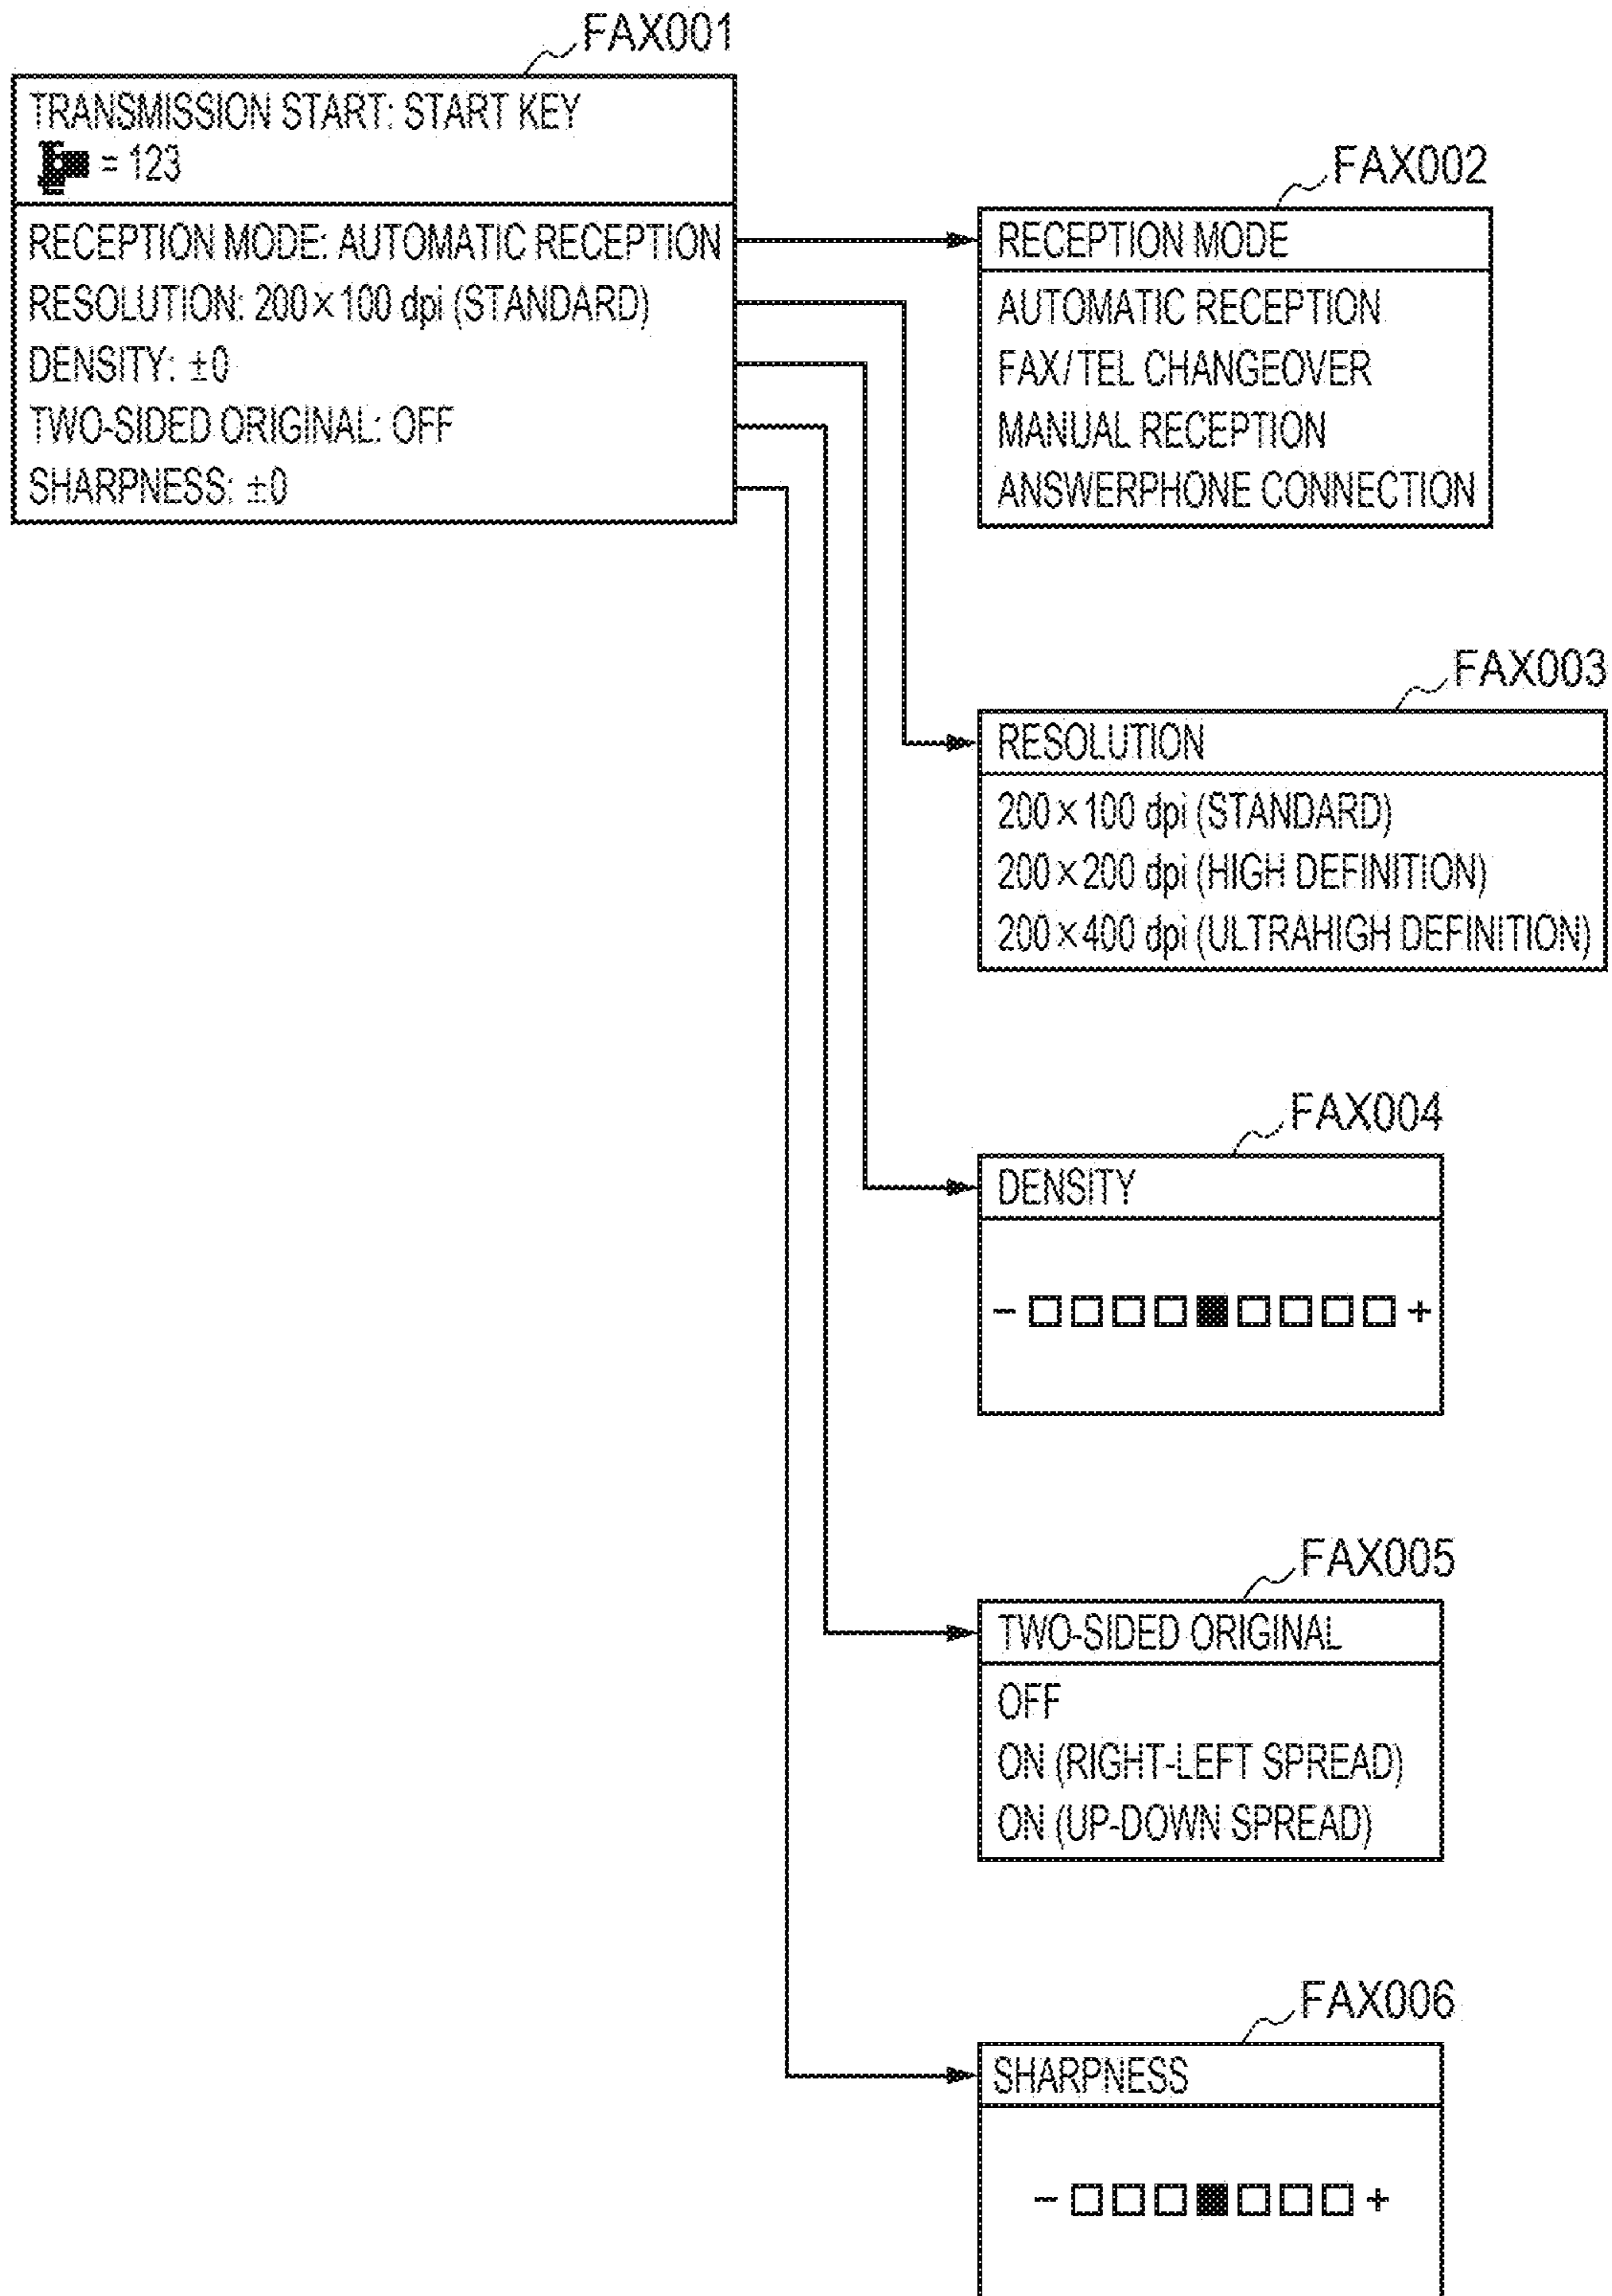 FAX001
TRANSMISSION START: START KEY
= 123
RECEPTION MODE: AUTOMATIC RECEPTION
RESOLUTION: 200×100 dpi (STANDARD)
DENSITY: ±0
TWO-SIDED ORIGINAL: OFF
SHARPNESS: ±0
FAX002
RECEPTION MODE
AUTOMATIC RECEPTION
FAX/TEL CHANGEOVER
MANUAL RECEPTION
ANSWERPHONE CONNECTION
FAX003
RESOLUTION
200×100 dpi (STANDARD)
200×200 dpi (HIGH DEFINITION)
200×400 dpi (ULTRAHIGH DEFINITION)
FAX004
DENSITY
- +
FAX005
TWO-SIDED ORIGINAL
OFF
ON (RIGHT-LEFT SPREAD)
ON (UP-DOWN SPREAD)
FAX006
SHARPNESS
- +